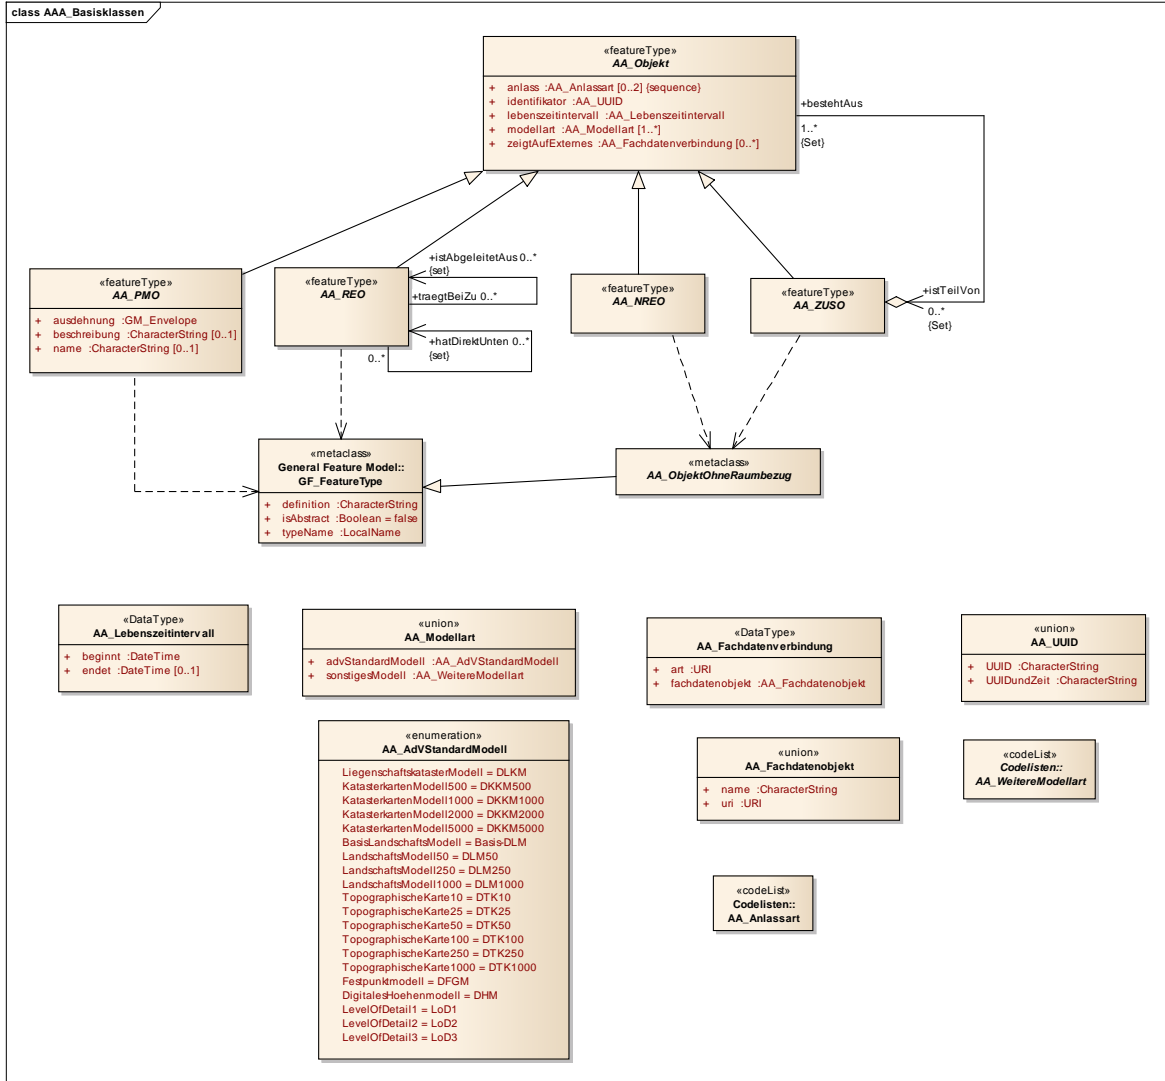 class AAA_Basisklassen
«featureType»
AA_Objekt
+ anlass :AA_Anlassart [0..2] {sequence}
+ identifikator :AA_UUID
+ lebenszeitintervall :AA_Lebenszeitintervall
+ modellart :AA_Modellart [1..*]
+ zeigtAufExternes :AA_Fachdatenverbindung [0..*]
+bestehtAus
1..*
{Set}
«featureType»
AA_PMO
+ ausdehnung :GM_Envelope
+ beschreibung :CharacterString [0..1]
+ name :CharacterString [0..1]
«featureType»
AA_REO
+istAbgeleitetAus 0..*
{set}
+traegtBeiZu 0..*
+hatDirektUnten 0..*
{set}
0..*
«featureType»
AA_NREO
«featureType»
AA_ZUSO
+istTeilVon
0..*
{Set}
«metaclass»
General Feature Model::
GF_FeatureType
+ definition :CharacterString
+ isAbstract :Boolean = false
+ typeName :LocalName
«metaclass»
AA_ObjektOhneRaumbezug
«DataType»
AA_Lebenszeitintervall
+ beginnt :DateTime
+ endet :DateTime [0..1]
«union»
AA_Modellart
+ advStandardModell :AA_AdVStandardModell
+ sonstigesModell :AA_WeitereModellart
«DataType»
AA_Fachdatenverbindung
+ art :URI
+ fachdatenobjekt :AA_Fachdatenobjekt
«union»
AA_UUID
+ UUID :CharacterString
+ UUIDundZeit :CharacterString
«enumeration»
AA_AdVStandardModell
LiegenschaftskatasterModell = DLKM
KatasterkartenModell500 = DKKM500
KatasterkartenModell1000 = DKKM1000
KatasterkartenModell2000 = DKKM2000
KatasterkartenModell5000 = DKKM5000
BasisLandschaftsModell = Basis-DLM
LandschaftsModell50 = DLM50
LandschaftsModell250 = DLM250
LandschaftsModell1000 = DLM1000
TopographischeKarte10 = DTK10
TopographischeKarte25 = DTK25
TopographischeKarte50 = DTK50
TopographischeKarte100 = DTK100
TopographischeKarte250 = DTK250
TopographischeKarte1000 = DTK1000
Festpunktmodell = DFGM
DigitalesHoehenmodell = DHM
LevelOfDetail1 = LoD1
LevelOfDetail2 = LoD2
LevelOfDetail3 = LoD3
«union»
AA_Fachdatenobjekt
+ name :CharacterString
+ uri :URI
«codeList»
Codelisten::
AA_WeitereModellart
«codeList»
Codelisten::
AA_Anlassart